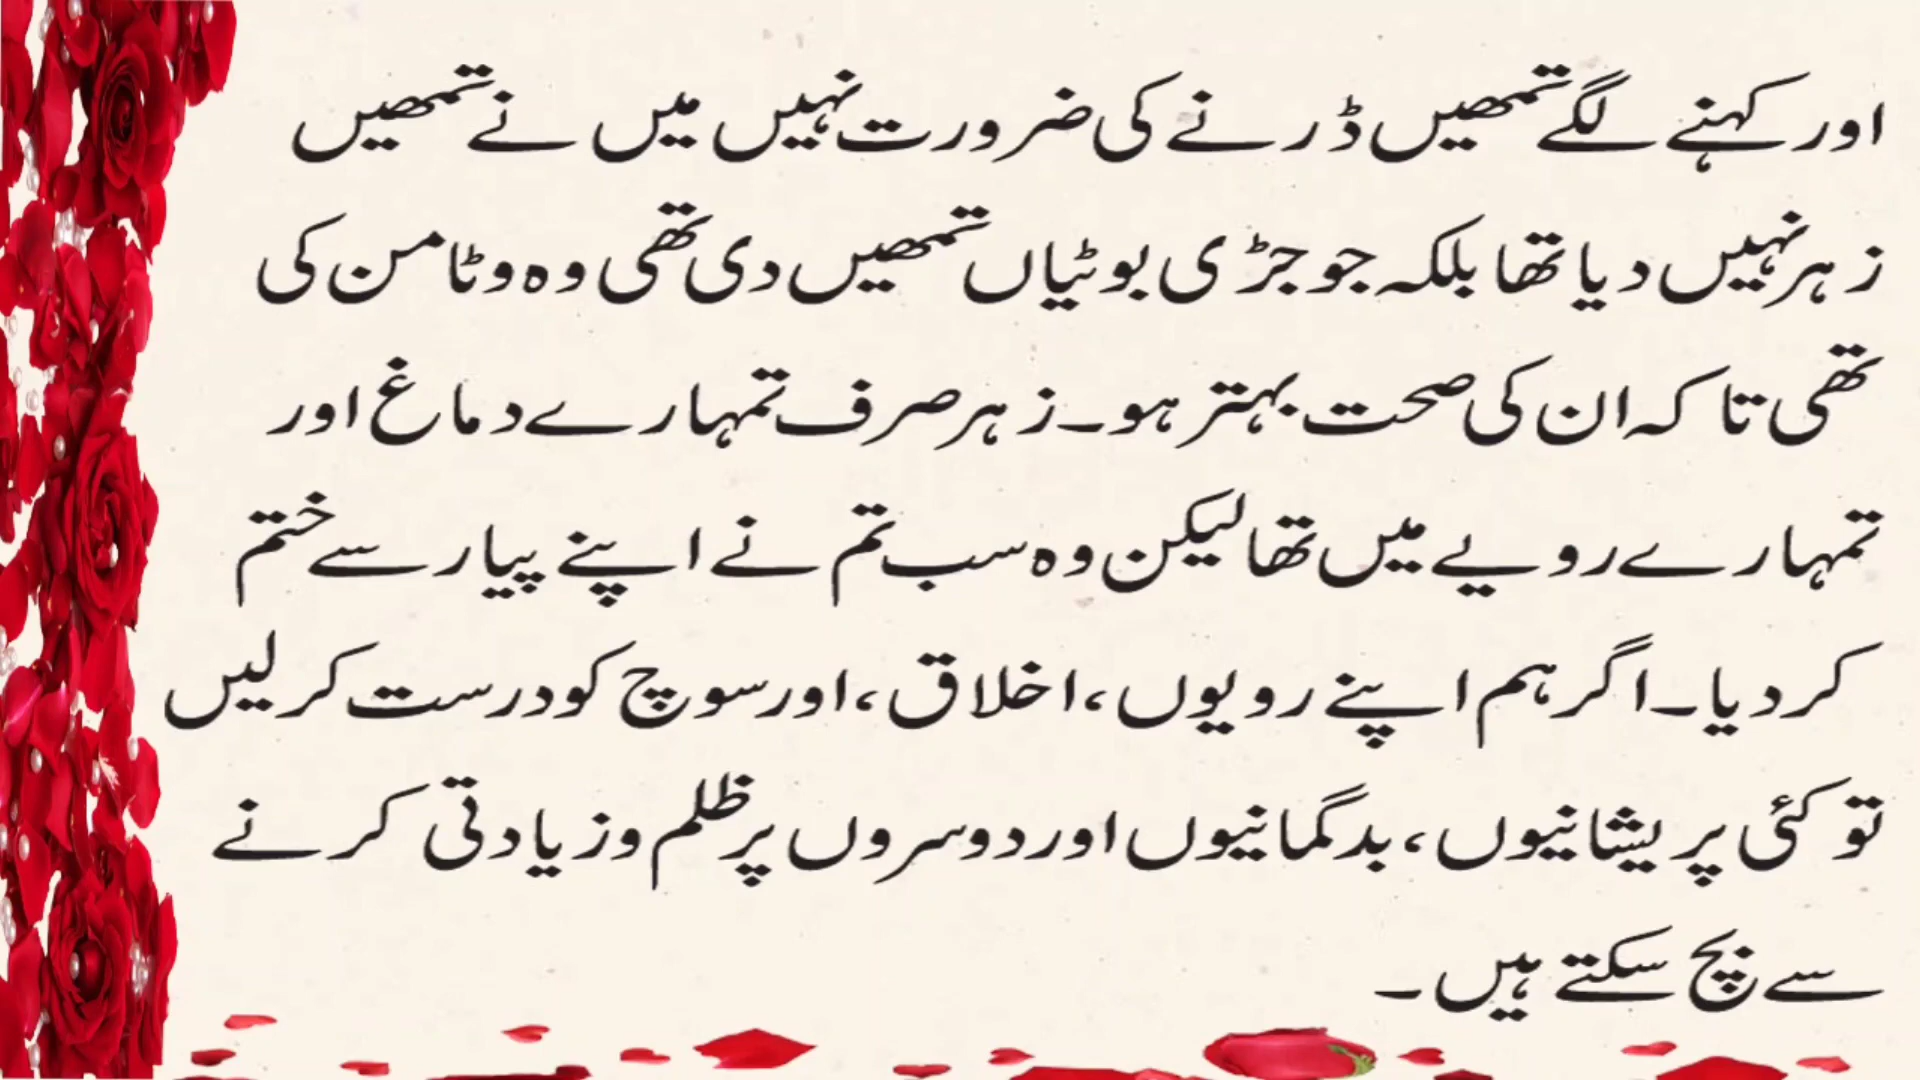 اور کہنے لگے تمھیں ڈرنے کی ضرورت نہیں میں نے تمھیں
زہر نہیں دیا تھا بلکہ جو جڑی بوٹیاں تمھیں دی تھی وہ وٹامن کی
تھی تا کہ ان کی صحت بہتر ہو۔ زہر صرف تمہارے دماغ اور
تمہارے رویے میں تھا لیکن وہ سب تم نے اپنے پیار سے ختم
کر دیا۔ اگر ہم اپنے رویوں، اخلاق، اور سوچ کو درست کر لیں
تو کئی پریشانیوں، بدگمانیوں اور دوسروں پر ظلم و زیادتی کرنے
سے بچ سکتے ہیں۔